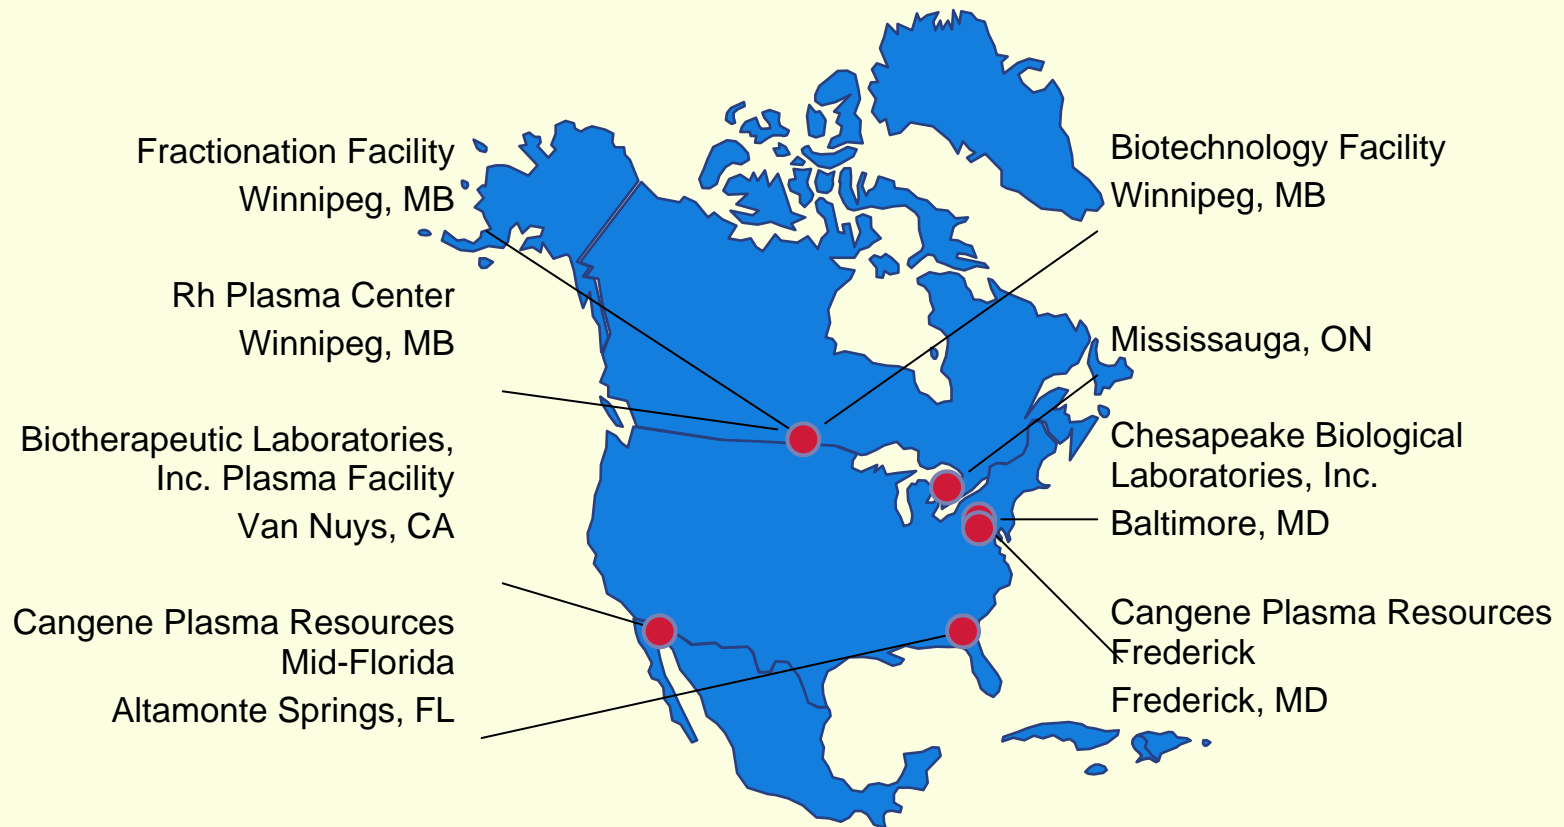 Fractionation Facility
Winnipeg, MB
Rh Plasma Center
Winnipeg, MB
Biotherapeutic Laboratories,
Inc. Plasma Facility
Van Nuys, CA
Cangene Plasma Resources
Mid-Florida
Altamonte Springs, FL
Biotechnology Facility
Winnipeg, MB
Mississauga, ON
Chesapeake Biological
Laboratories, Inc.
Baltimore, MD
Cangene Plasma Resources
Frederick
Frederick, MD